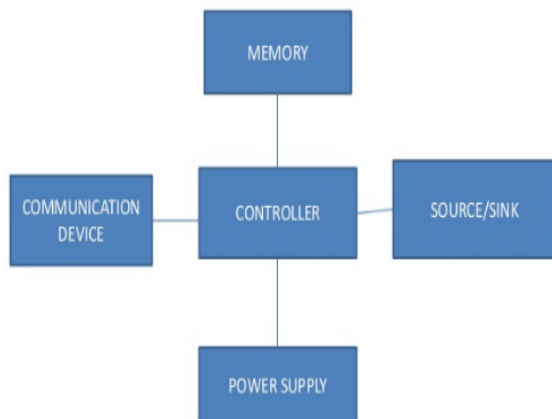 MEMORY
COMMUNICATION
DEVICE
CONTROLLER
SOURCE/SINK
POWER SUPPLY